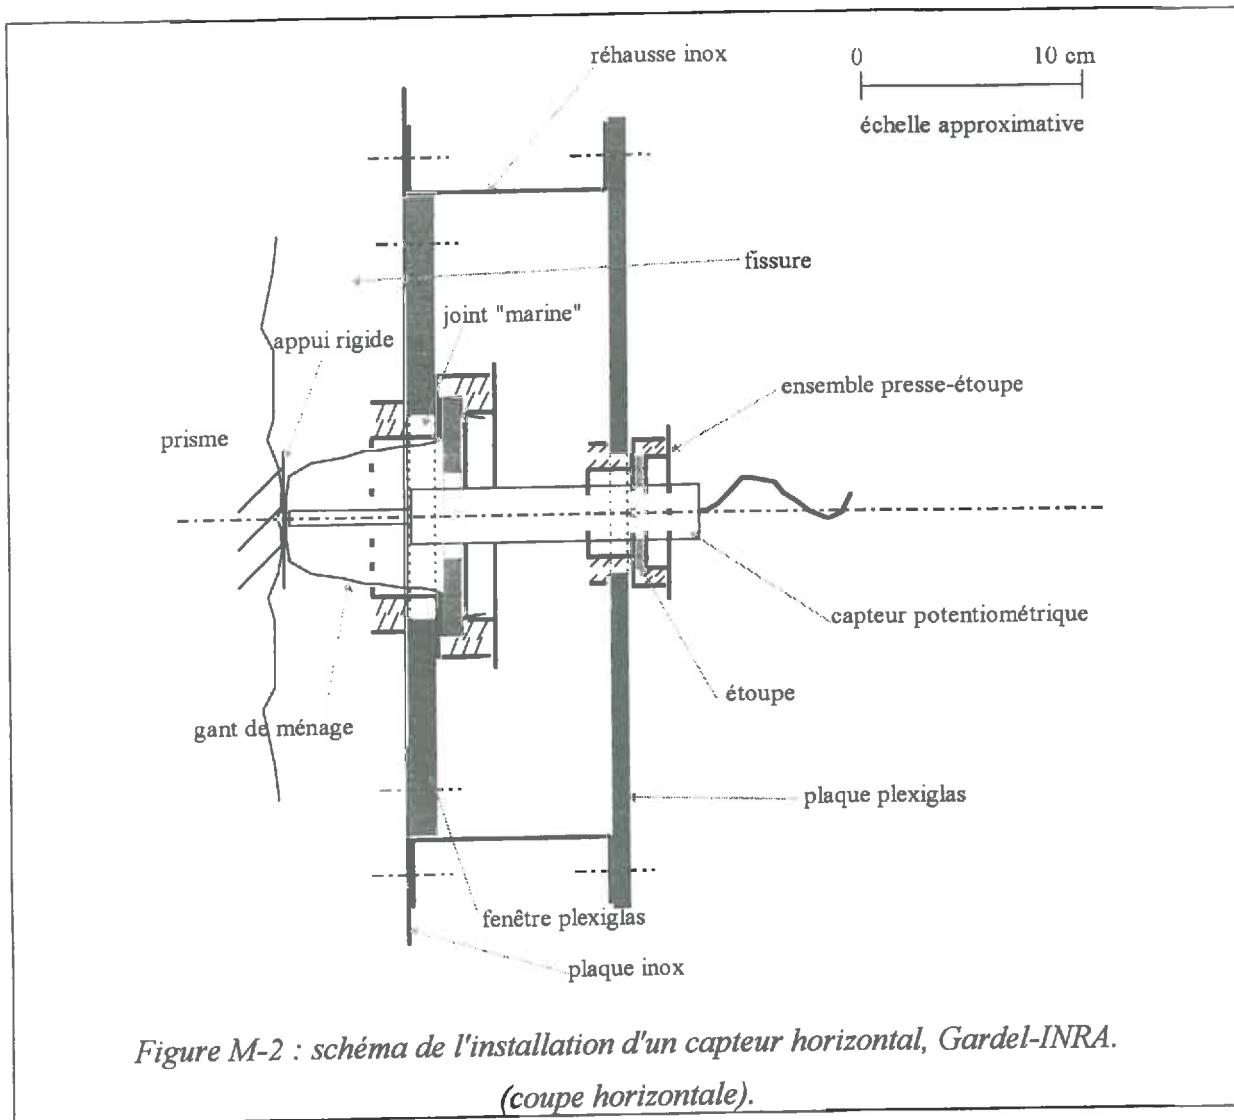 réhausse inox
0 10 cm
échelle approximative
fissure
joint "marine"
appui rigide
ensemble presse-étoupe
prisme
capteur potentiométrique
étoupe
gant de ménage
plaque plexiglas
fenêtre plexiglas
plaque inox
Figure M-2 : schéma de l'installation d'un capteur horizontal, Gardel-INRA.
(coupe horizontale).